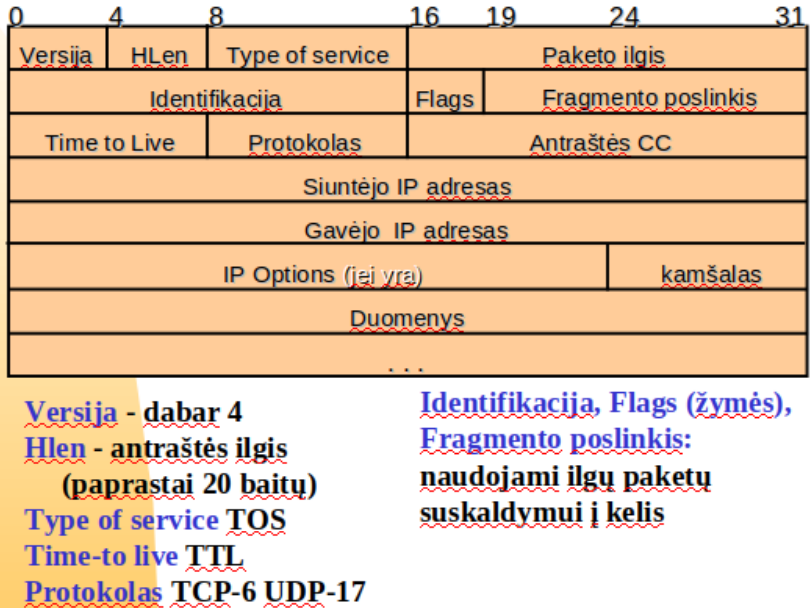 0 4 8 16 19 24 31
Versija HLen Type of service Paketo ilgis
Identifikacija Flags Fragmento poslinkis
Time to Live Protokolas Antraštės CC
Siuntėjo IP adresas
Gavėjo IP adresas
IP Options (jei yra) kamšalas
Duomenys
. . .
Versija - dabar 4
Hlen - antraštės ilgis
(paprastai 20 baitų)
Type of service TOS
Time-to live TTL
Protokolas TCP-6 UDP-17
Identifikacija, Flags (žymės),
Fragmento poslinkis:
naudojami ilgų paketų
suskaldymui į kelis